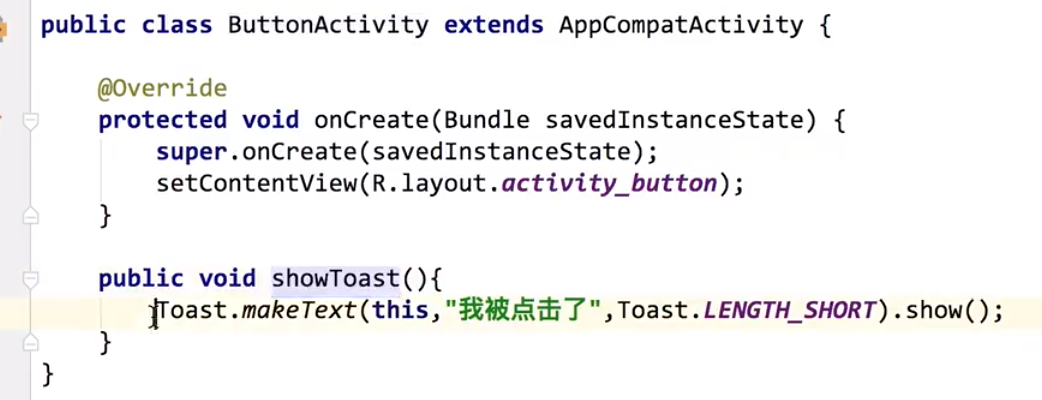 public class ButtonActivity extends AppCompatActivity {
@Override
protected void onCreate(Bundle savedInstanceState) {
super.onCreate(savedInstanceState);
setContentView(R.layout.activity_button);
}
public void showToast(){
Toast.makeText(this,"我被点击了",Toast.LENGTH_SHORT).show();
}
}